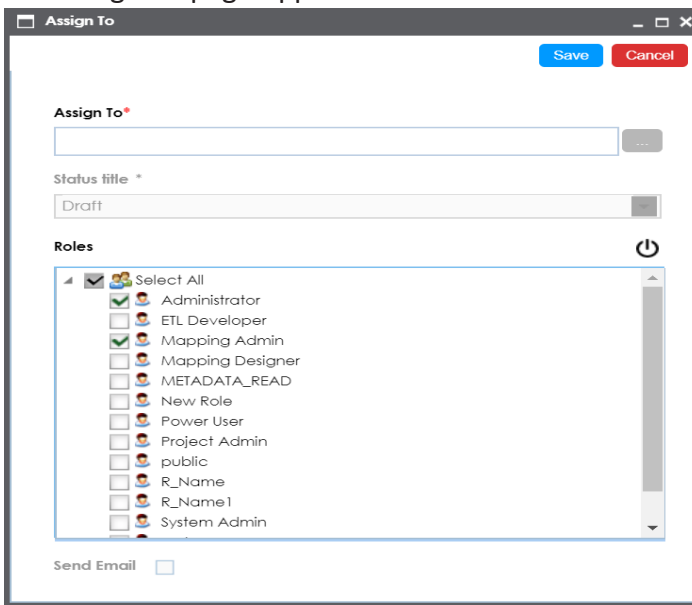 Assign To
Save Cancel
Assign To*
...
Status title *
Draft
Roles
Select All
Administrator
ETL Developer
Mapping Admin
Mapping Designer
METADATA_READ
New Role
Power User
Project Admin
public
R_Name
R_Name1
System Admin
Send Email